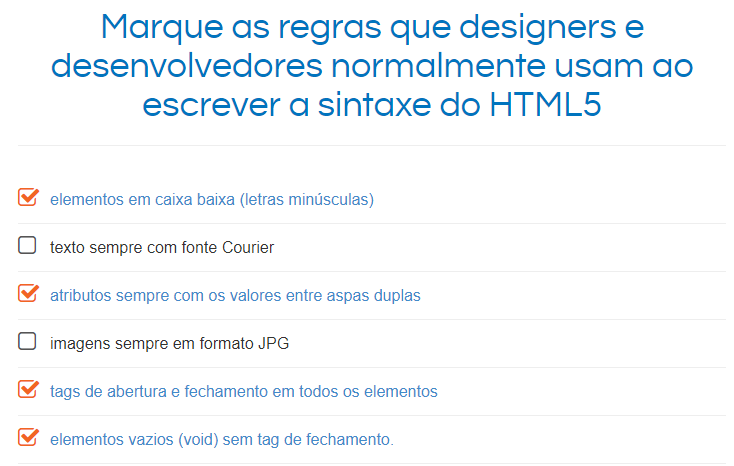 Marque as regras que designers e
desenvolvedores normalmente usam ao
escrever a sintaxe do HTML5
elementos em caixa baixa (letras minúsculas)
texto sempre com fonte Courier
atributos sempre com os valores entre aspas duplas
imagens sempre em formato JPG
tags de abertura e fechamento em todos os elementos
elementos vazios (void) sem tag de fechamento.